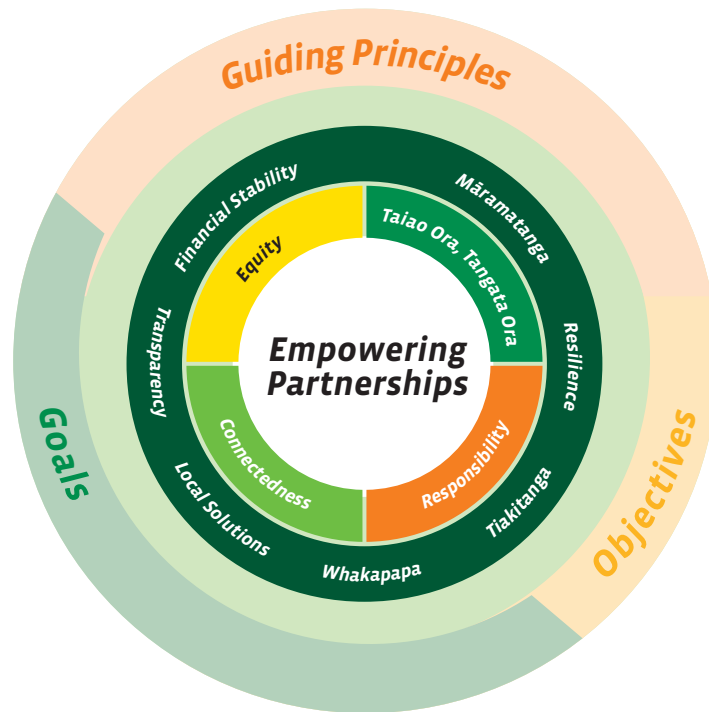 Guiding Principles
Goals
Objectives
Financial Stability
Māramatanga
Resilience
Tiakitanga
Whakapapa
Local Solutions
Transparency
Equity
Taiao Ora, Tangata Ora
Responsibility
Connectedness
Empowering
Partnerships